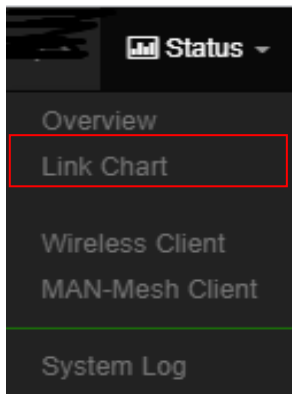 Status
Overview
Link Chart
Wireless Client
MAN-Mesh Client
System Log